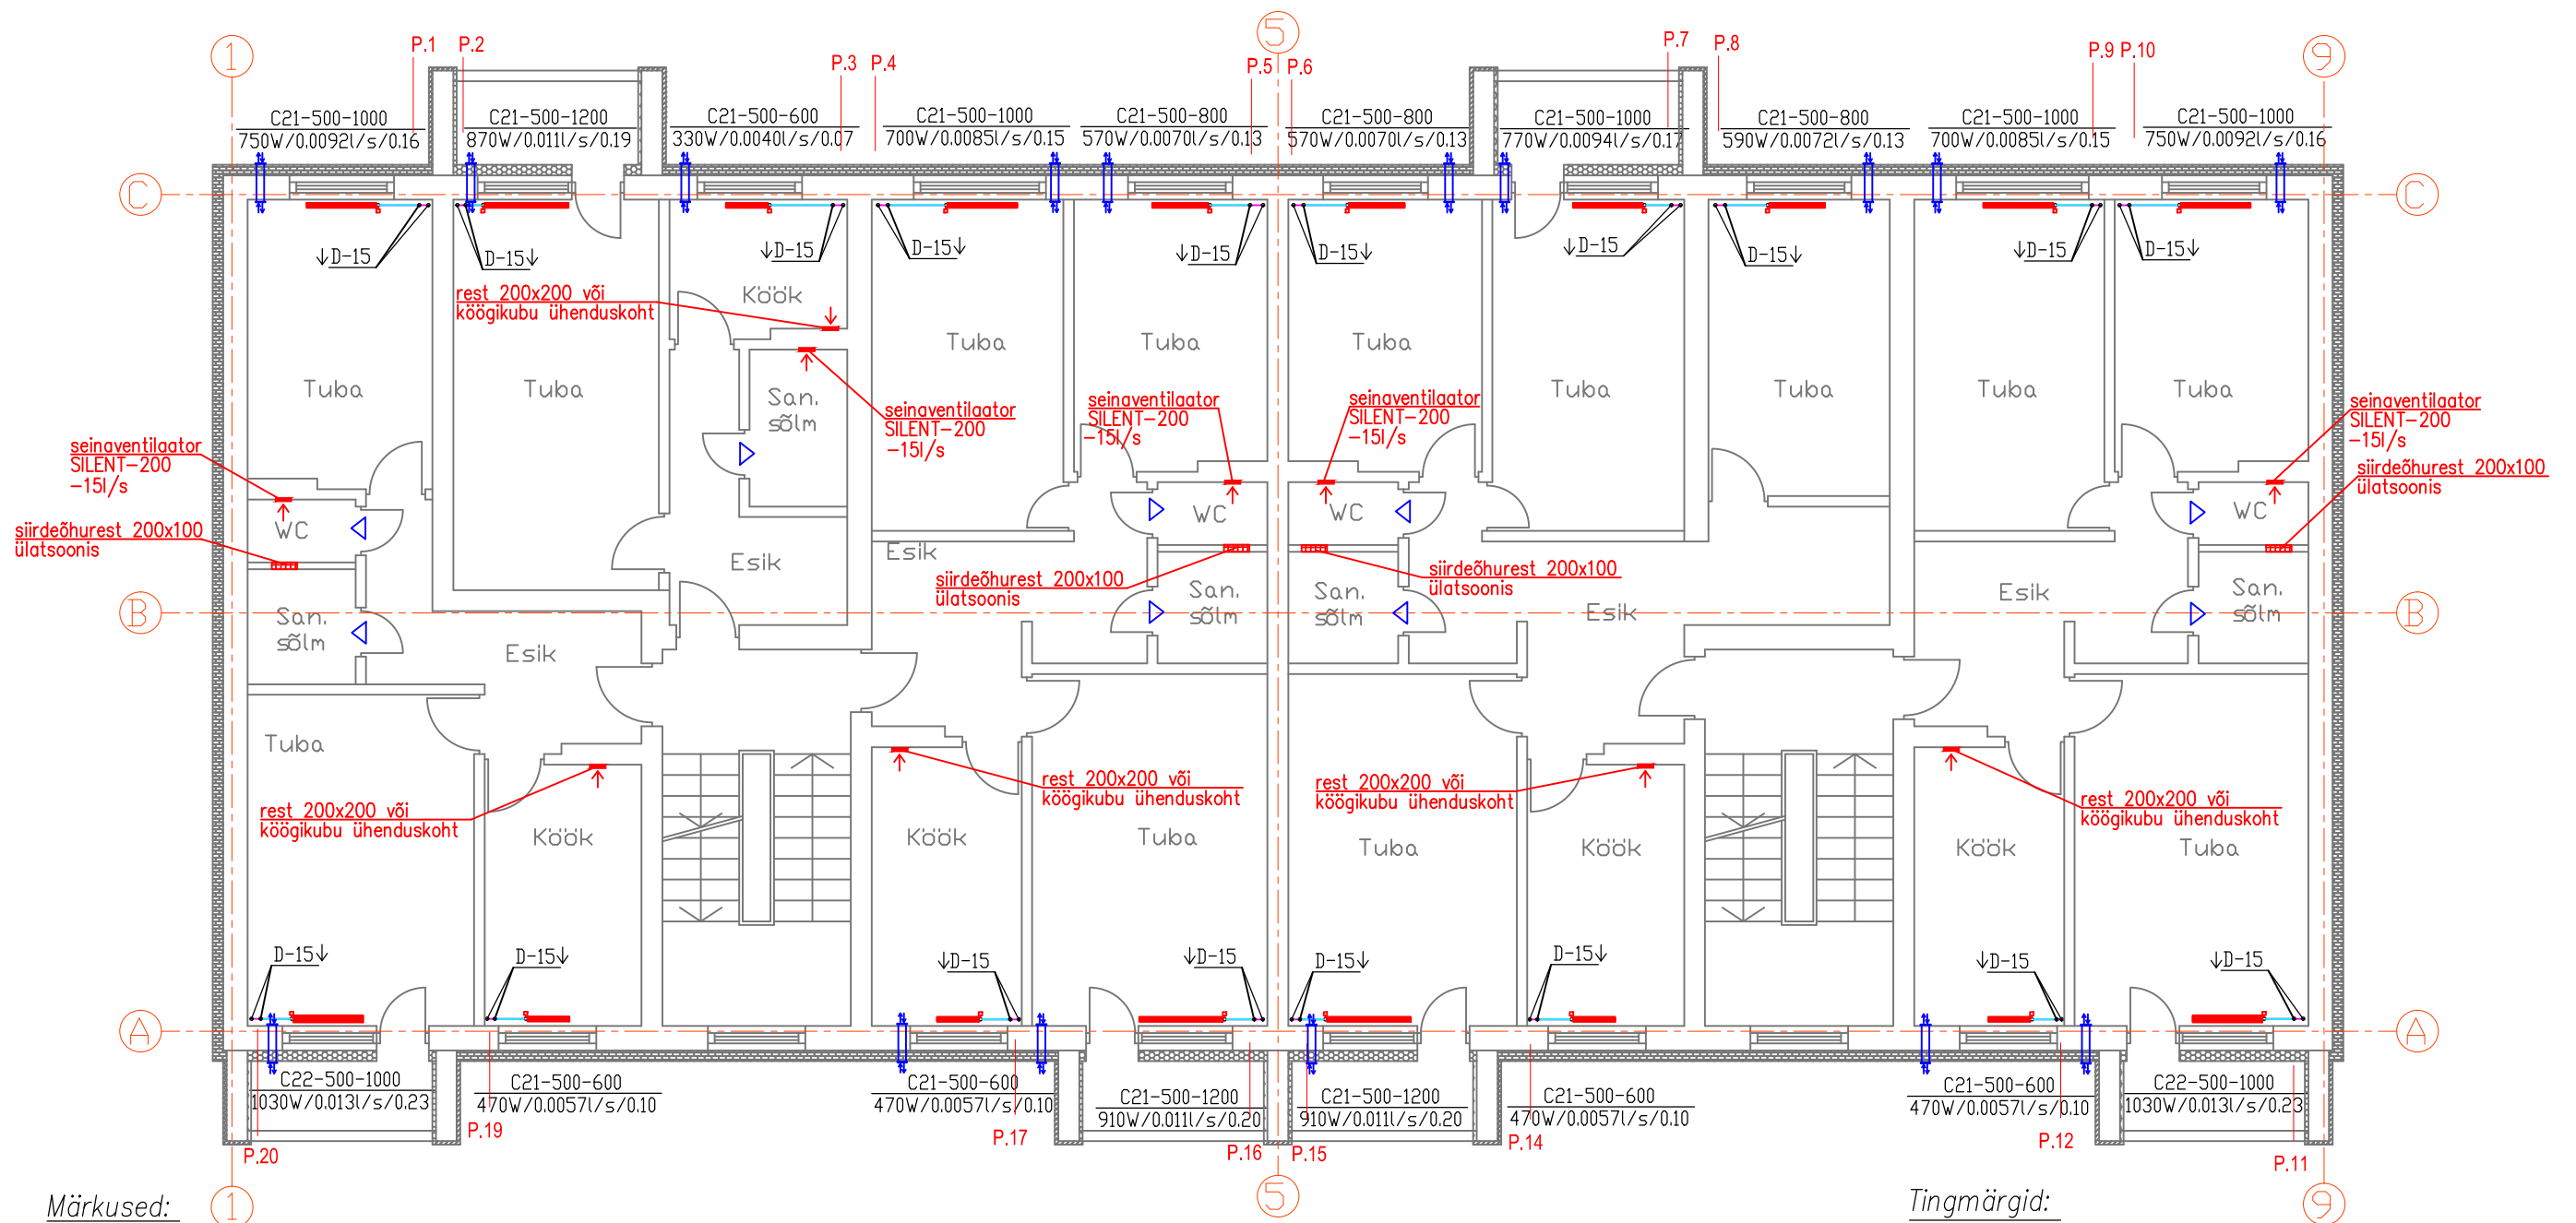 1
5
9
P.1
P.2
P.3
P.4
P.5
P.6
P.7
P.8
P.9
P.10
C21-500-1000
750W/0.0092l/s/0.16
C21-500-1200
870W/0.011l/s/0.19
C21-500-600
330W/0.0040l/s/0.07
C21-500-1000
700W/0.0085l/s/0.15
C21-500-800
570W/0.0070l/s/0.13
C21-500-800
570W/0.0070l/s/0.13
C21-500-1000
770W/0.0094l/s/0.17
C21-500-800
590W/0.0072l/s/0.13
C21-500-1000
700W/0.0085l/s/0.15
C21-500-1000
750W/0.0092l/s/0.16
C
C
D-15
D-15
D-15
D-15
D-15
D-15
D-15
D-15
D-15
D-15
rest 200x200 või
köögikubu ühenduskoht
Köök
Tuba
Tuba
Tuba
Tuba
Tuba
Tuba
Tuba
Tuba
Tuba
San.
sõlm
seinaventilaator
SILENT-200
-15l/s
seinaventilaator
SILENT-200
-15l/s
seinaventilaator
SILENT-200
-15l/s
seinaventilaator
SILENT-200
-15l/s
seinaventilaator
SILENT-200
-15l/s
siirdeõhurest 200x100
ülatsoonis
siirdeõhurest 200x100
ülatsoonis
WC
WC
WC
WC
Esik
Esik
siirdeõhurest 200x100
ülatsoonis
siirdeõhurest 200x100
ülatsoonis
B
San.
sõlm
San.
sõlm
San.
sõlm
San.
sõlm
Esik
Esik
B
Esik
Tuba
rest 200x200 või
köögikubu ühenduskoht
rest 200x200 või
köögikubu ühenduskoht
rest 200x200 või
köögikubu ühenduskoht
rest 200x200 või
köögikubu ühenduskoht
Köök
Köök
Tuba
Tuba
Köök
Köök
Tuba
D-15
D-15
D-15
D-15
D-15
D-15
D-15
D-15
A
A
C22-500-1000
1030W/0.013l/s/0.23
C21-500-600
470W/0.0057l/s/0.10
C21-500-600
470W/0.0057l/s/0.10
C21-500-1200
910W/0.011l/s/0.20
C21-500-1200
910W/0.011l/s/0.20
C21-500-600
470W/0.0057l/s/0.10
C21-500-600
470W/0.0057l/s/0.10
C22-500-1000
1030W/0.013l/s/0.23
P.20
P.19
P.17
P.16
P.15
P.14
P.12
P.11
Märkused:
1
5
Tingmärgid:
9